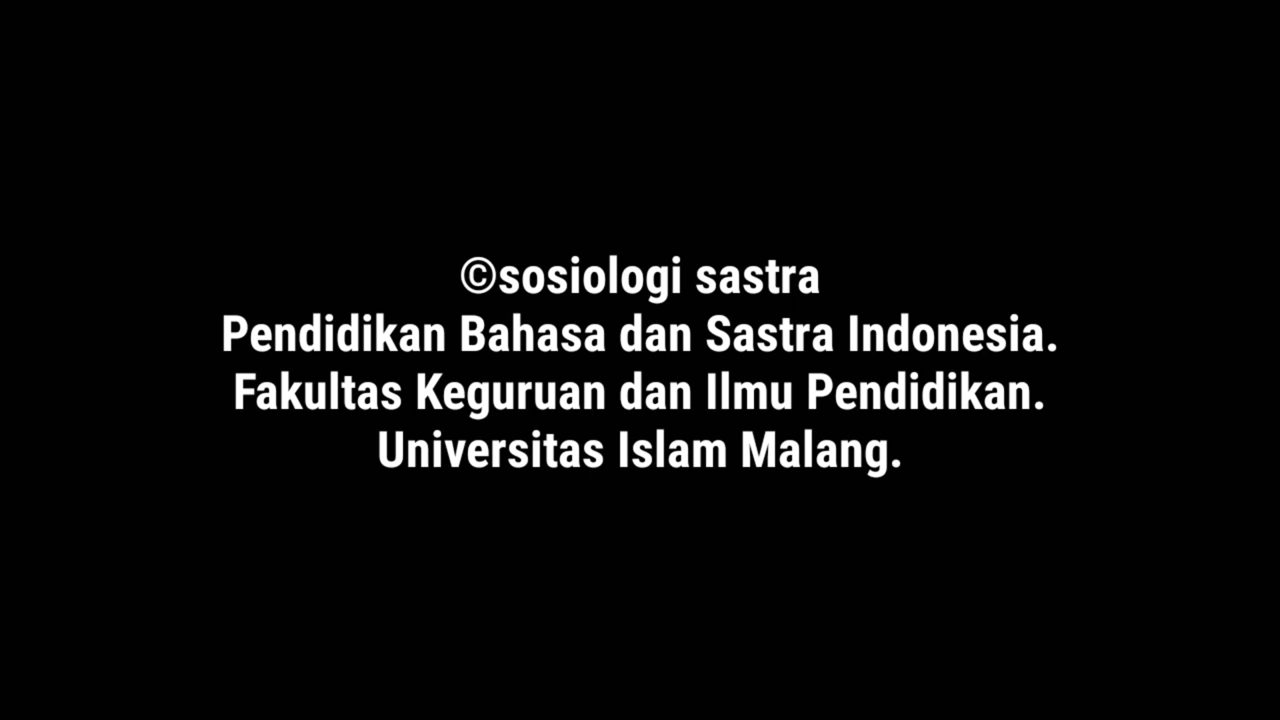 ©sosiologi sastra
Pendidikan Bahasa dan Sastra Indonesia.
Fakultas Keguruan dan Ilmu Pendidikan.
Universitas Islam Malang.